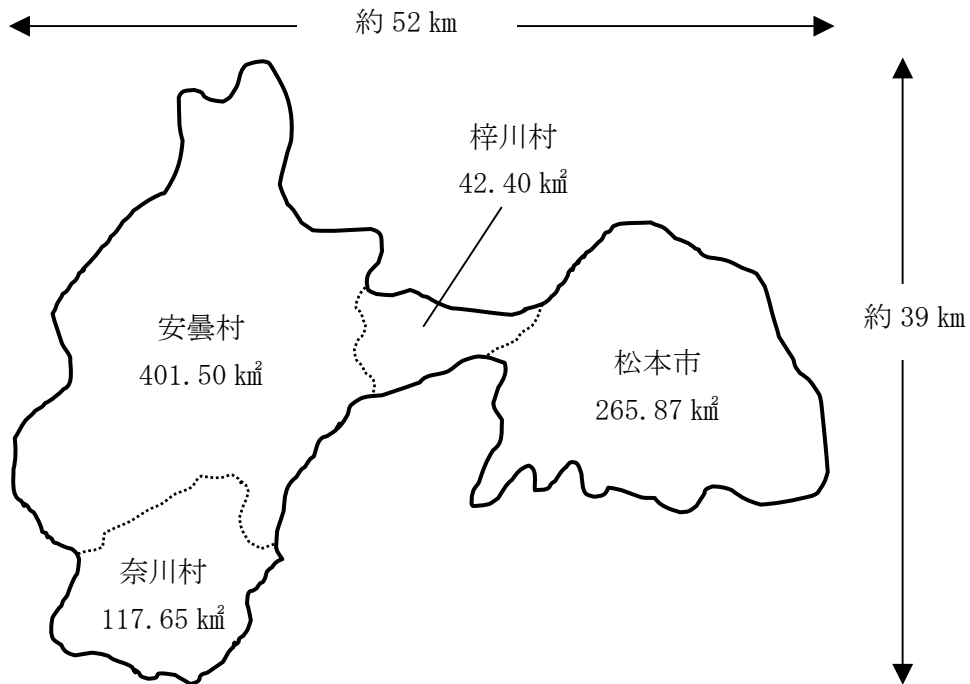 約 52 ㎞
梓川村
42.40 ㎢
安曇村
401.50 ㎢
約 39 ㎞
松本市
265.87 ㎢
奈川村
117.65 ㎢